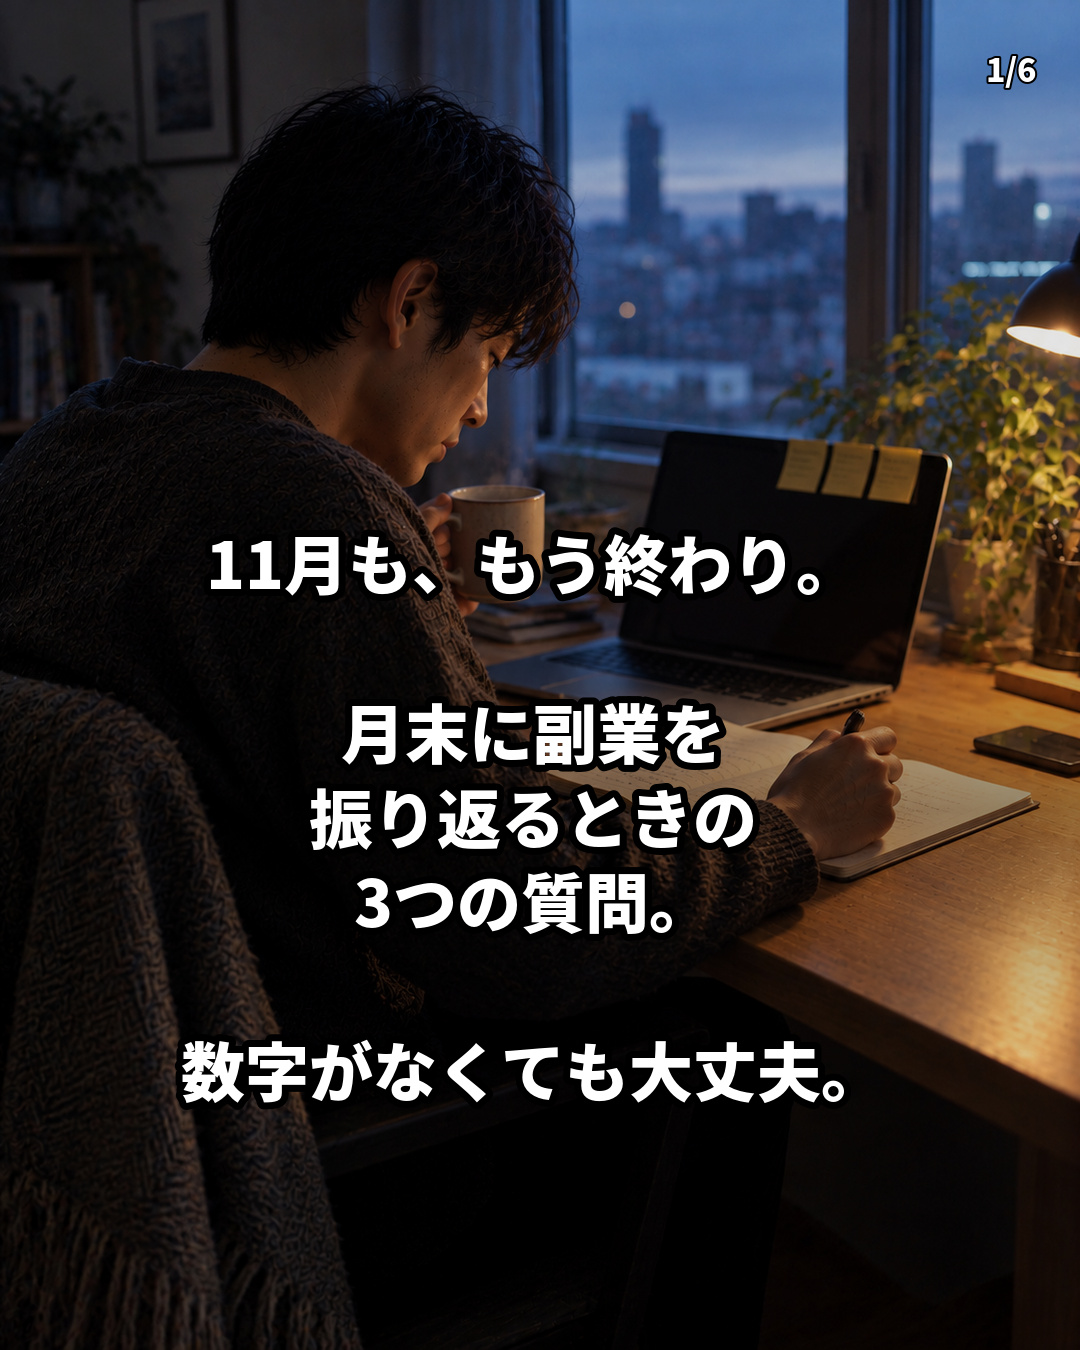 1/6
11月も、もう終わり。
月末に副業を
振り返るときの
3つの質問。
数字がなくても大丈夫。